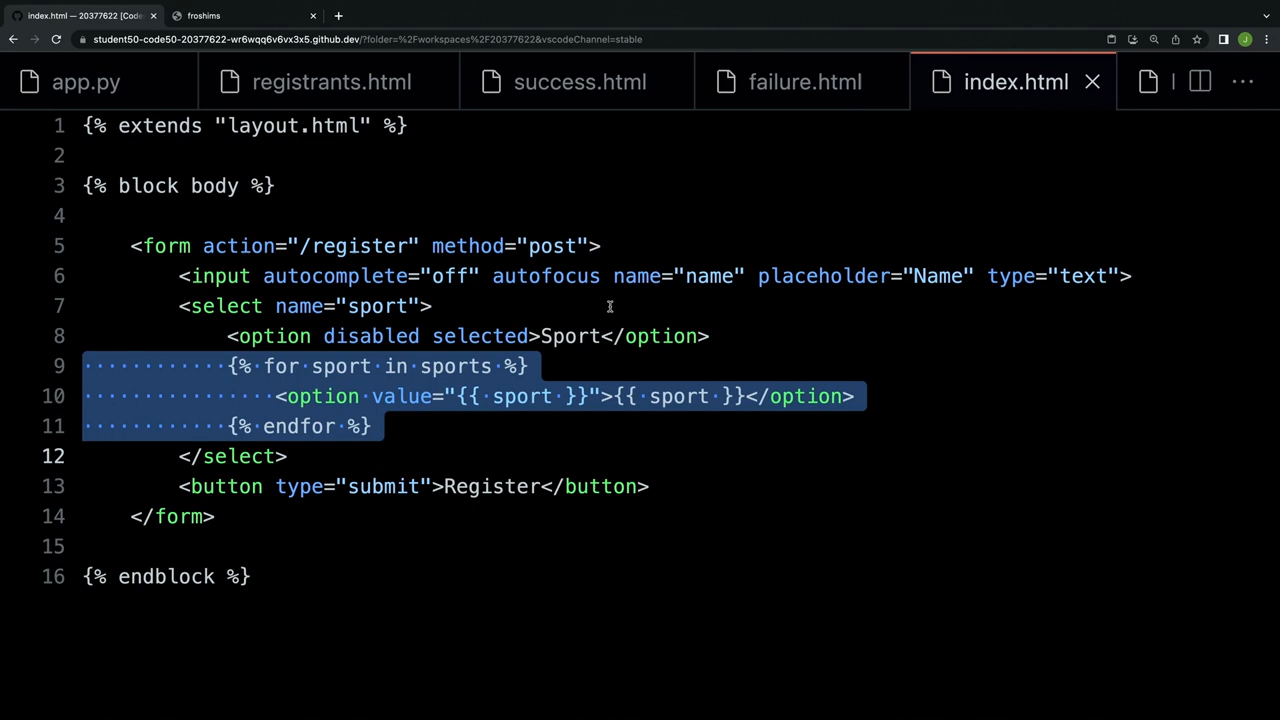 index.html — 20377622 [Code
froshims
student50-code50-20377622-wr6wqq6v6vx3x5.github.dev/?folder=%2Fworkspaces%2F20377622&vscodeChannel=stable
J
app.py
registrants.html
success.html
failure.html
index.html
1 {% extends "layout.html" %}
2
3 {% block body %}
4
5 <form action="/register" method="post">
6 <input autocomplete="off" autofocus name="name" placeholder="Name" type="text">
7 <select name="sport">
8 <option disabled selected>Sport</option>
9 {% for sport in sports %}
10 <option value="{{ sport }}">{{ sport }}</option>
11 {% endfor %}
12 </select>
13 <button type="submit">Register</button>
14 </form>
15
16 {% endblock %}